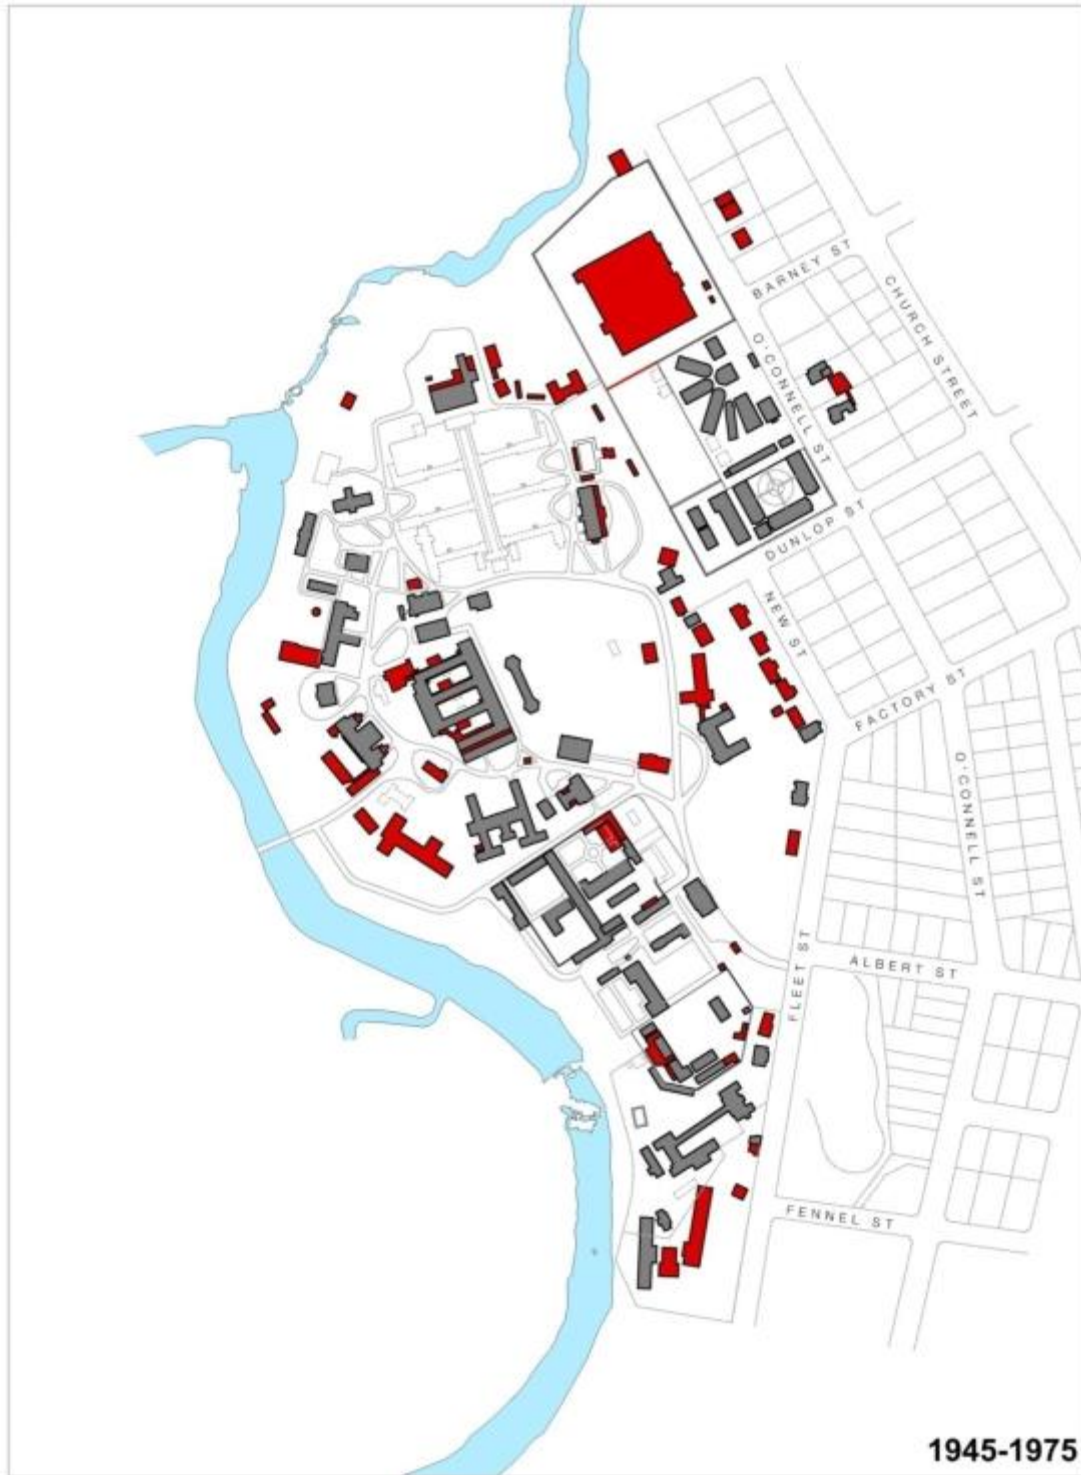 BARNEY ST
CHURCH STREET
O'CONNELL ST
DUNLOP ST
NEW ST
FACTORY ST
O'CONNELL ST
FLEET ST
ALBERT ST
FENNEL ST
1945-1975